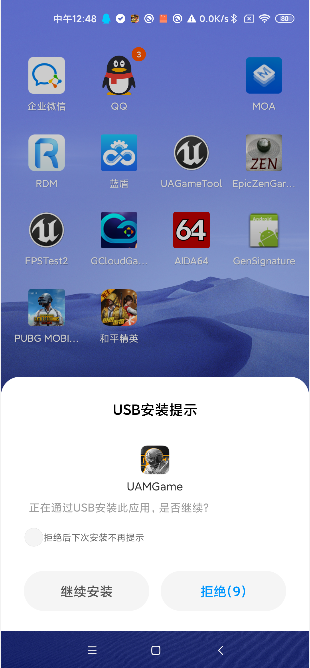 中午12:48 0.0K/s 80
3
企业微信 QQ MOA
RDM 蓝盾 UAGameTool EpicZenGar...
ZEN
FPSTest2 GCloudGa... AIDA64 GenSignature
64
Android
PUBG MOBI... 和平精英
USB安装提示
UAMGame
正在通过USB安装此应用，是否继续?
拒绝后下次安装不再提示
继续安装 拒绝(9)